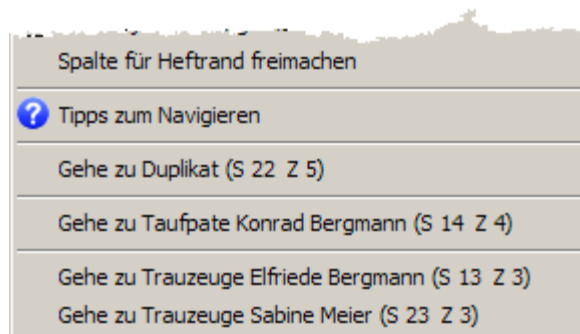 Spalte für Heftrand freimachen
Tipps zum Navigieren
Gehe zu Duplikat (S 22 Z 5)
Gehe zu Taufpate Konrad Bergmann (S 14 Z 4)
Gehe zu Trauzeuge Elfriede Bergmann (S 13 Z 3)
Gehe zu Trauzeuge Sabine Meier (S 23 Z 3)